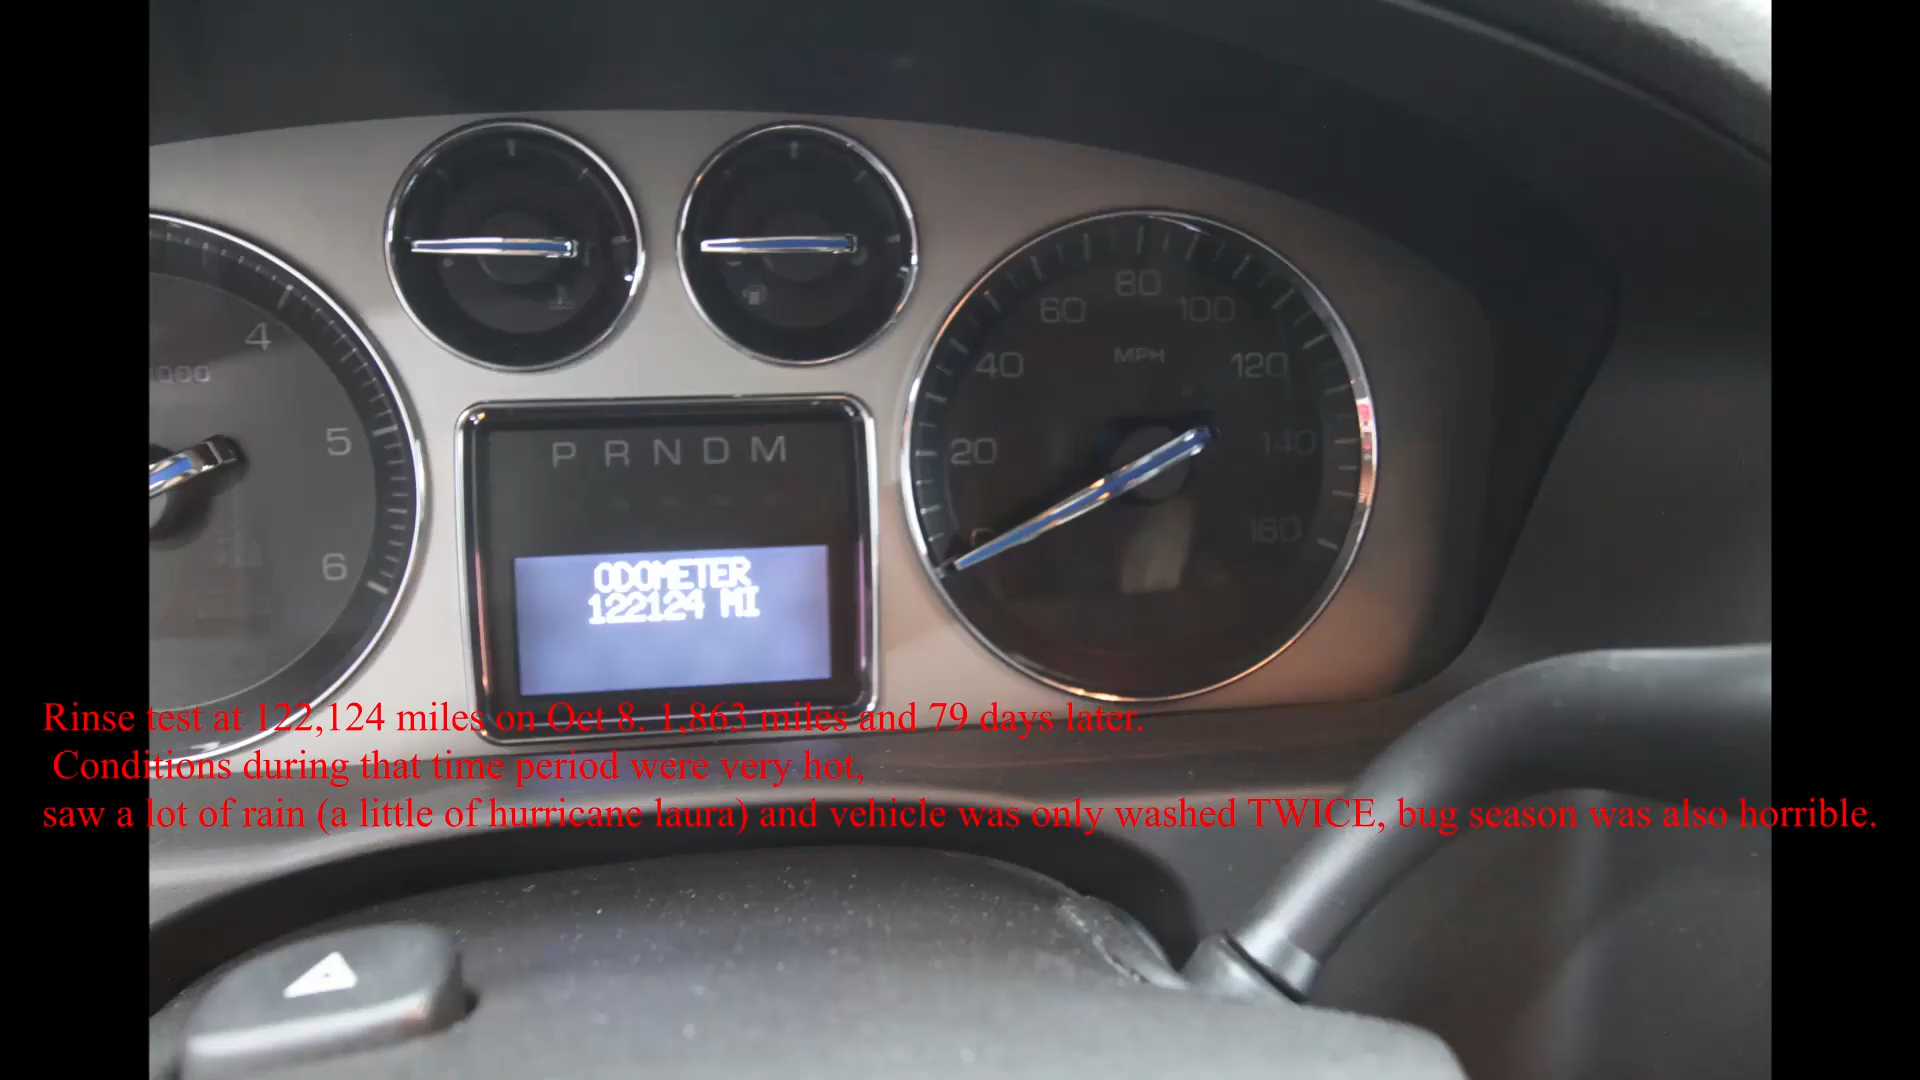 4
000
5
6
P R N D M
ODOMETER
122124 MI
80
60
100
MPH
40
120
20
140
160
Rinse test at 122,124 miles on Oct 8. 1,863 miles and 79 days later.
Conditions during that time period were very hot,
saw a lot of rain (a little of hurricane laura) and vehicle was only washed TWICE, bug season was also horrible.